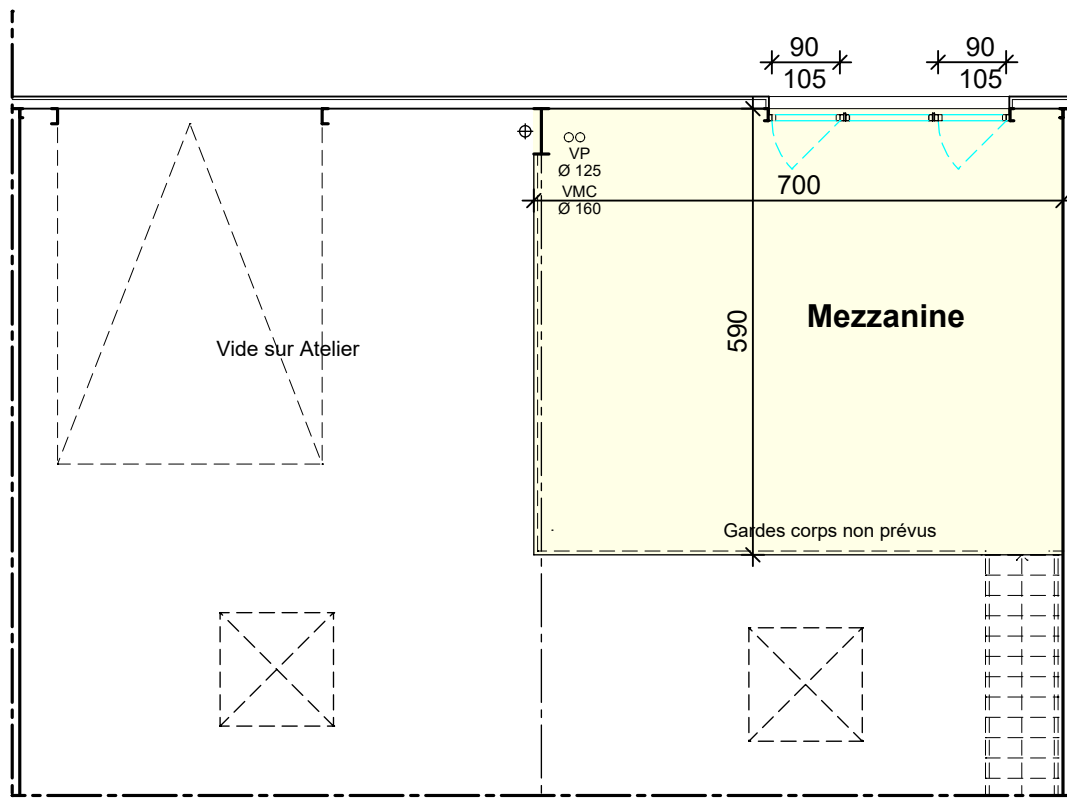 90
105
90
105
VP
Ø 125
VMC
Ø 160
700
590
Mezzanine
Vide sur Atelier
Gardes corps non prévus